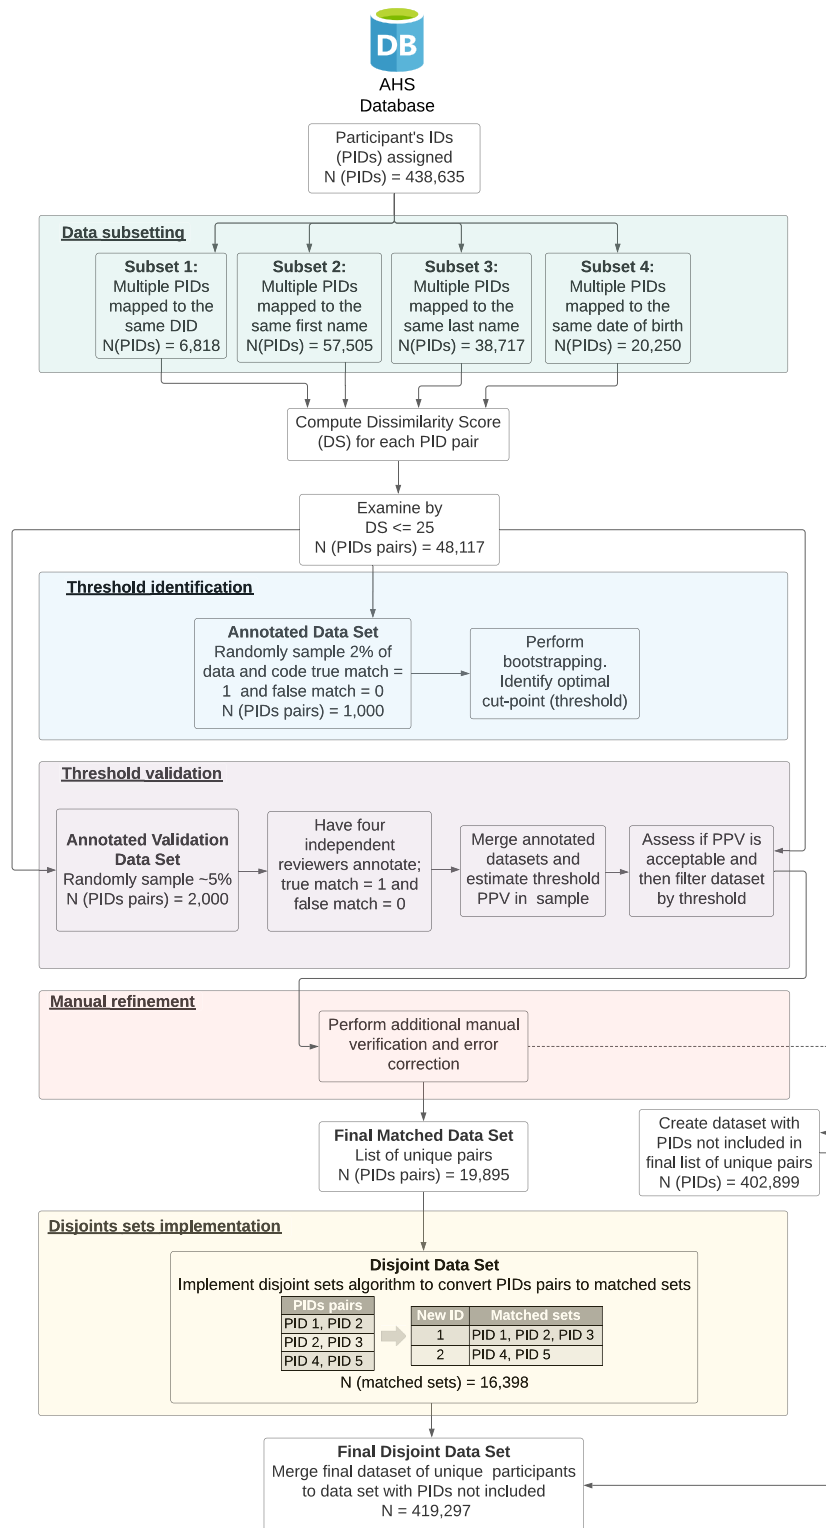 DB
AHS
Database
Participant's IDs
(PIDs) assigned
N (PIDs) = 438,635
Data subsetting
Subset 1:
Multiple PIDs
mapped to the
same DID
N(PIDs) = 6,818
Subset 2:
Multiple PIDs
mapped to the
same first name
N(PIDs) = 57,505
Subset 3:
Multiple PIDs
mapped to the
same last name
N(PIDs) = 38,717
Subset 4:
Multiple PIDs
mapped to the
same date of birth
N(PIDs) = 20,250
Compute Dissimilarity Score
(DS) for each PID pair
Examine by
DS <= 25
N (PIDs pairs) = 48,117
Threshold identification
Annotated Data Set
Randomly sample 2% of
data and code true match =
1 and false match = 0
N (PIDs pairs) = 1,000
Perform
bootstrapping.
Identify optimal
cut-point (threshold)
Threshold validation
Annotated Validation
Data Set
Randomly sample ~5%
N (PIDs pairs) = 2,000
Have four
independent
reviewers annotate;
true match = 1 and
false match = 0
Merge annotated
datasets and
estimate threshold
PPV in sample
Assess if PPV is
acceptable and
then filter dataset
by threshold
Manual refinement
Perform additional manual
verification and error
correction
Final Matched Data Set
List of unique pairs
N (PIDs pairs) = 19,895
Create dataset with
PIDs not included in
final list of unique pairs
N (PIDs) = 402,899
Disjoints sets implementation
Disjoint Data Set
Implement disjoint sets algorithm to convert PIDs pairs to matched sets
PIDs pairs
PID 1, PID 2
PID 2, PID 3
PID 4, PID 5
New ID Matched sets
1 PID 1, PID 2, PID 3
2 PID 4, PID 5
N (matched sets) = 16,398
Final Disjoint Data Set
Merge final dataset of unique participants
to data set with PIDs not included
N = 419,297